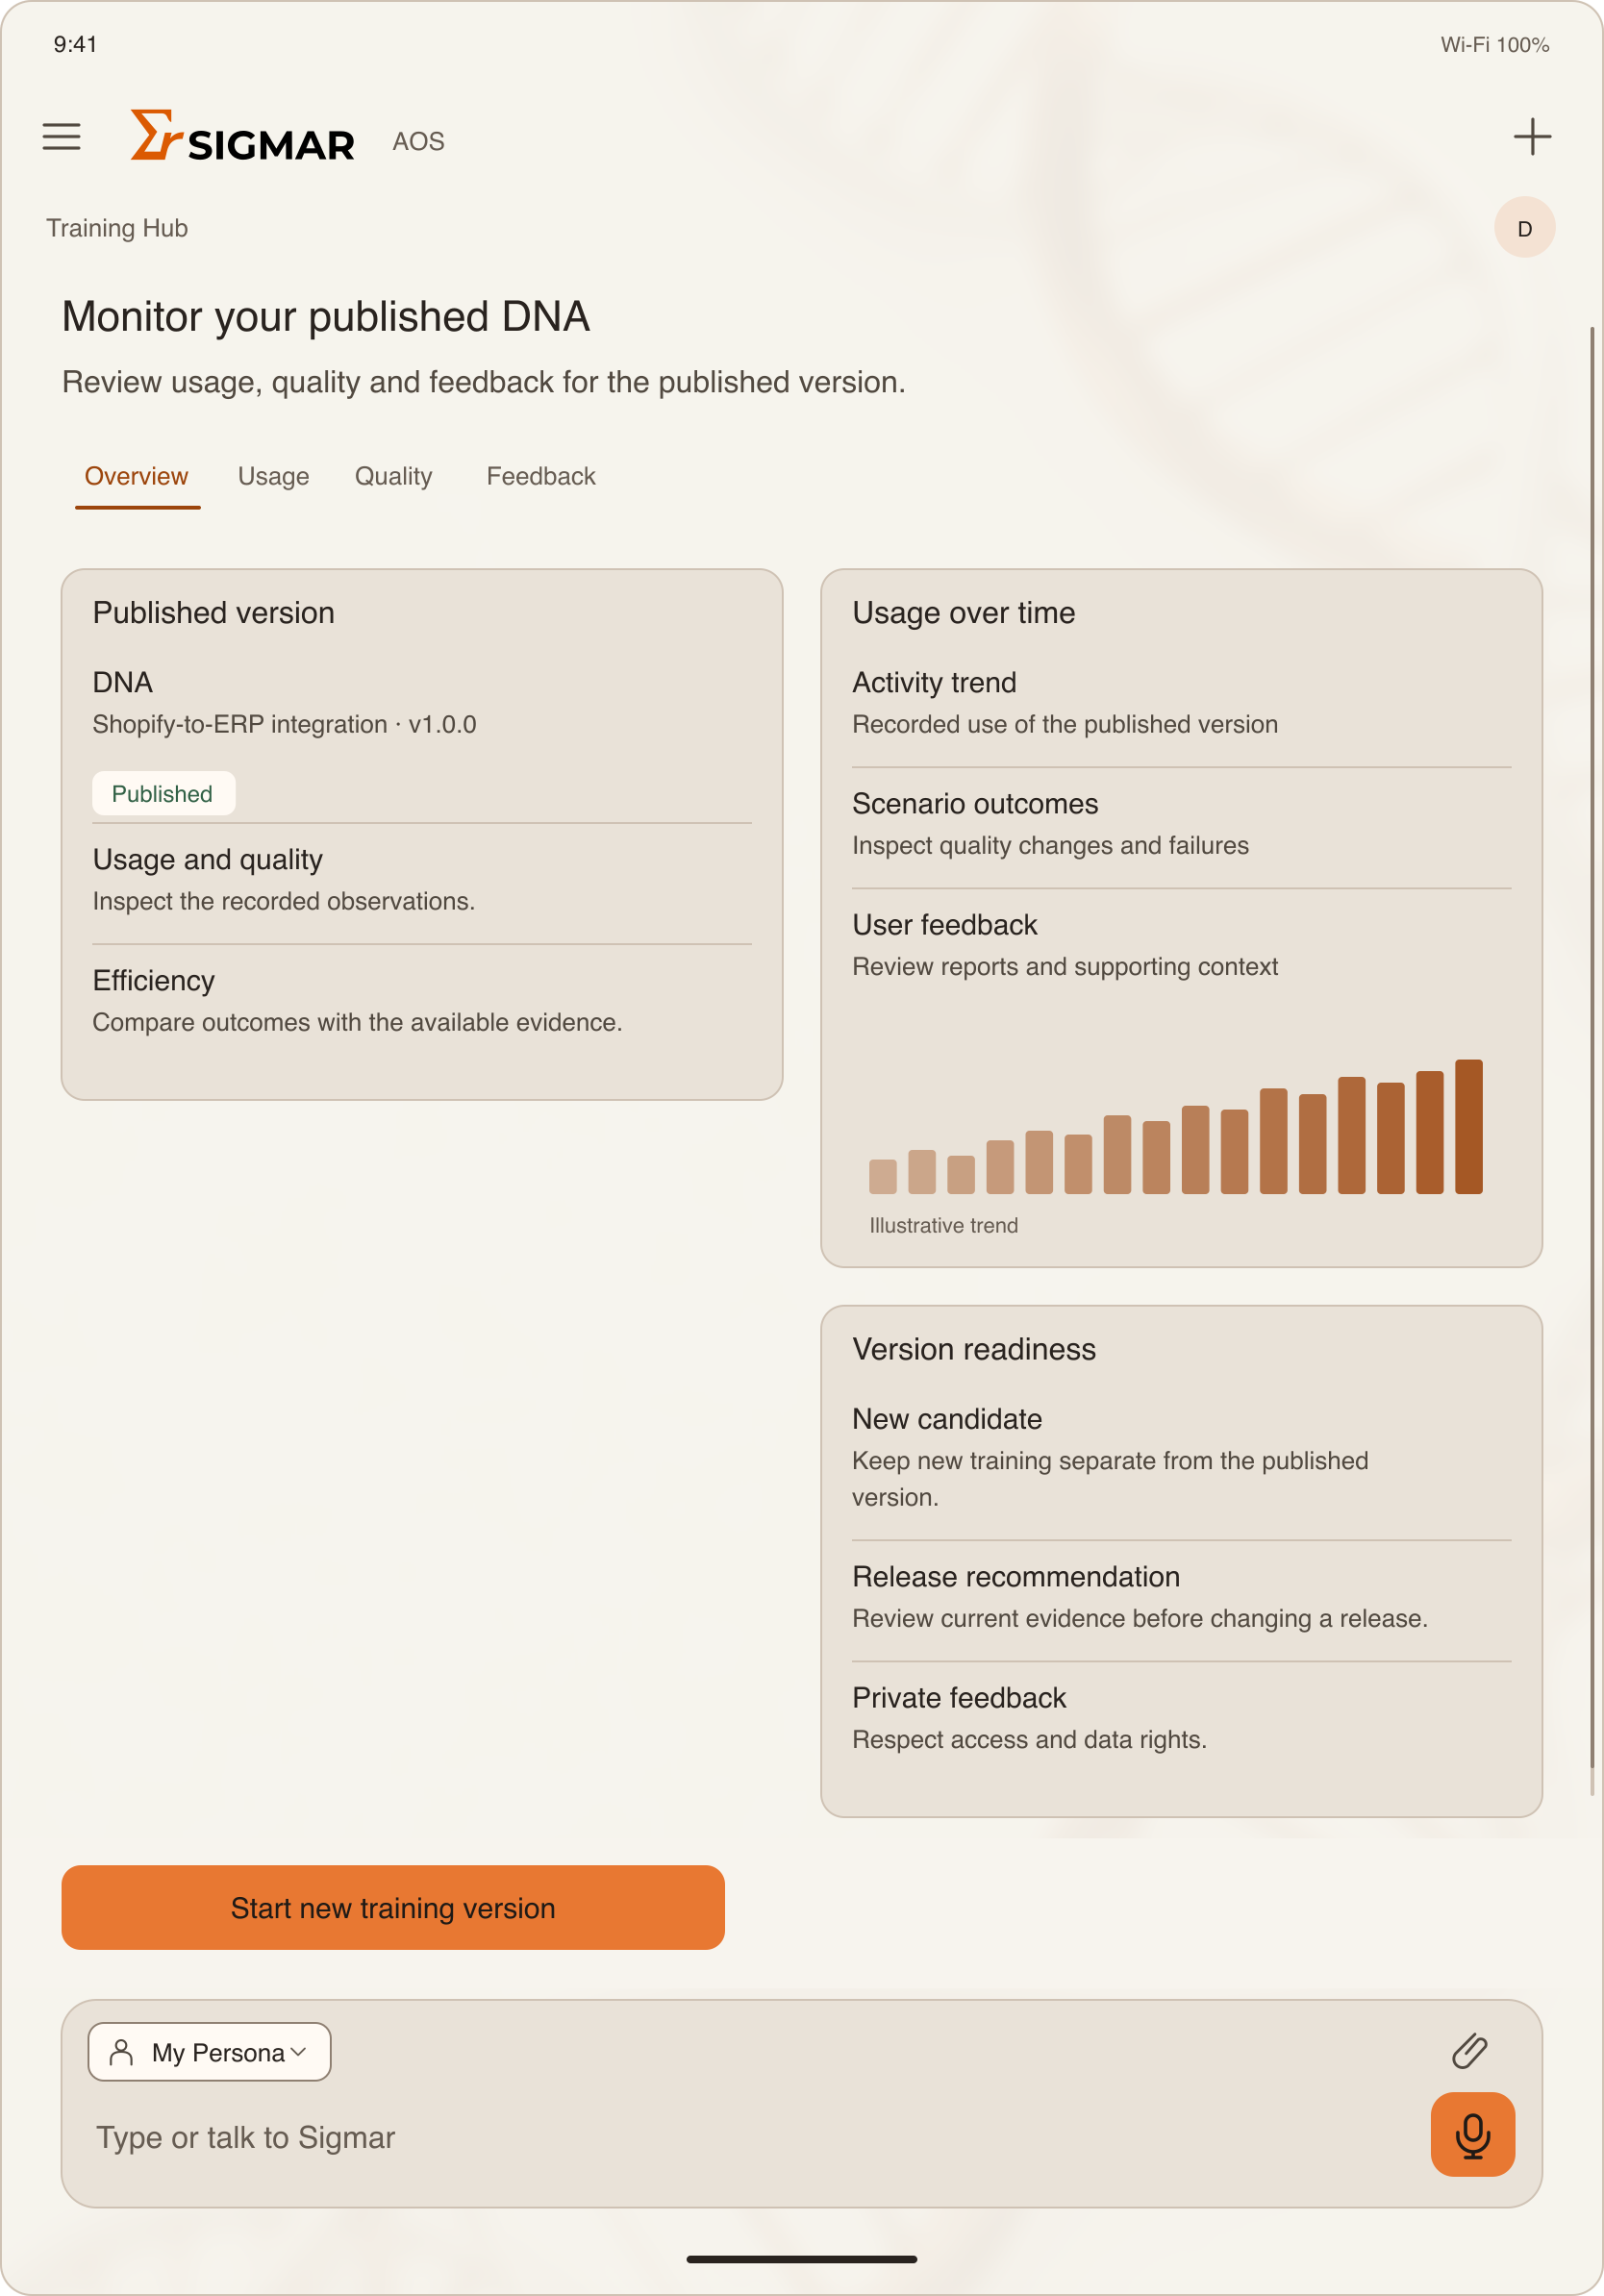 9:41
Wi-Fi 100%
Σr SIGMAR AOS
Training Hub
D
Monitor your published DNA
Review usage, quality and feedback for the published version.
Overview
Usage
Quality
Feedback
Published version
DNA
Shopify-to-ERP integration · v1.0.0
Published
Usage and quality
Inspect the recorded observations.
Efficiency
Compare outcomes with the available evidence.
Usage over time
Activity trend
Recorded use of the published version
Scenario outcomes
Inspect quality changes and failures
User feedback
Review reports and supporting context
Illustrative trend
Version readiness
New candidate
Keep new training separate from the published
version.
Release recommendation
Review current evidence before changing a release.
Private feedback
Respect access and data rights.
Start new training version
My Persona
Type or talk to Sigmar